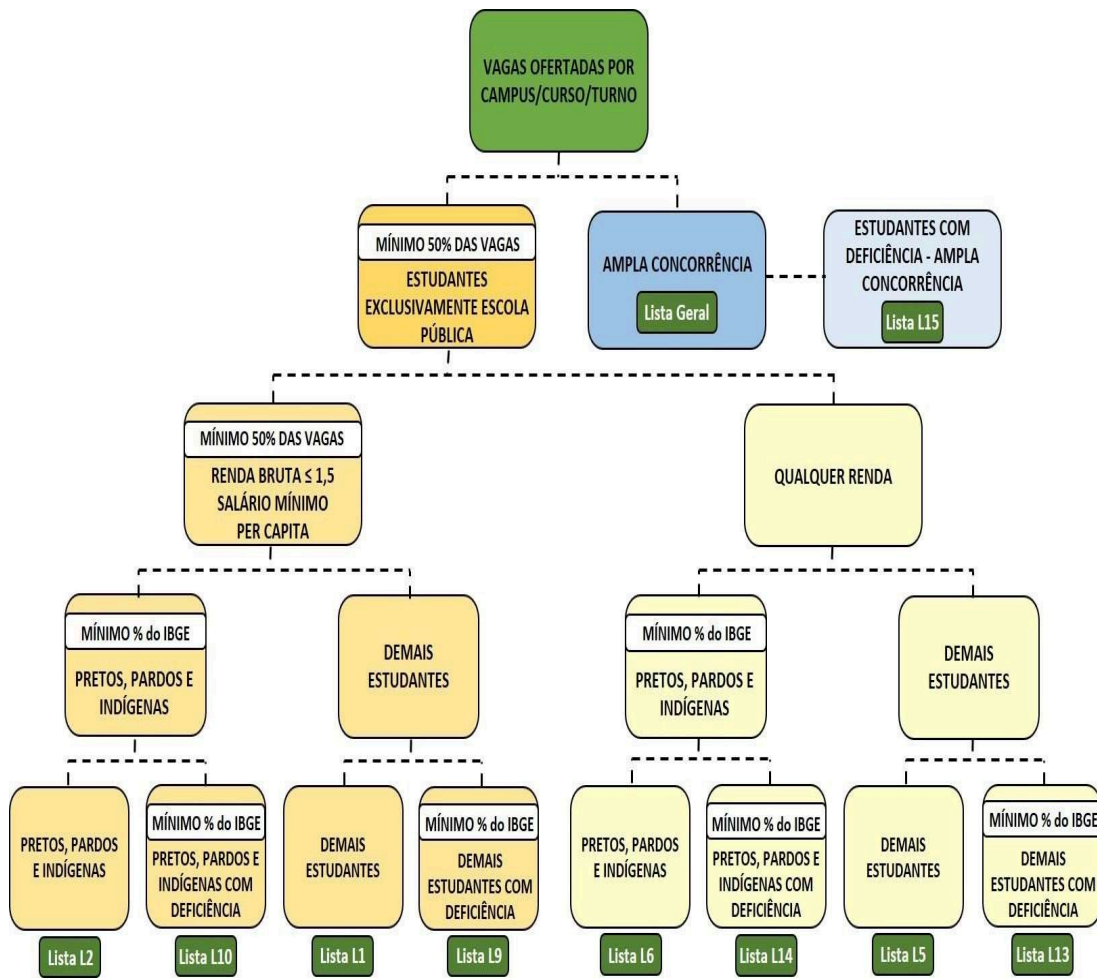 VAGAS OFERTADAS POR
CAMPUS/CURSO/TURNO
MÍNIMO 50% DAS VAGAS
ESTUDANTES
EXCLUSIVAMENTE ESCOLA
PÚBLICA
AMPLA CONCORRÊNCIA
Lista Geral
ESTUDANTES COM
DEFICIÊNCIA - AMPLA
CONCORRÊNCIA
Lista L15
MÍNIMO 50% DAS VAGAS
RENDA BRUTA ≤ 1,5
SALÁRIO MÍNIMO
PER CAPITA
QUALQUER RENDA
MÍNIMO % do IBGE
PRETOS, PARDOS E
INDÍGENAS
DEMAIS
ESTUDANTES
MÍNIMO % do IBGE
PRETOS, PARDOS E
INDÍGENAS
DEMAIS
ESTUDANTES
PRETOS, PARDOS
E INDÍGENAS
Lista L2
MÍNIMO % do IBGE
PRETOS, PARDOS E
INDÍGENAS COM
DEFICIÊNCIA
Lista L10
DEMAIS
ESTUDANTES
Lista L1
MÍNIMO % do IBGE
DEMAIS
ESTUDANTES COM
DEFICIÊNCIA
Lista L9
PRETOS, PARDOS
E INDÍGENAS
Lista L6
MÍNIMO % do IBGE
PRETOS, PARDOS E
INDÍGENAS COM
DEFICIÊNCIA
Lista L14
DEMAIS
ESTUDANTES
Lista L5
MÍNIMO % do IBGE
DEMAIS
ESTUDANTES COM
DEFICIÊNCIA
Lista L13